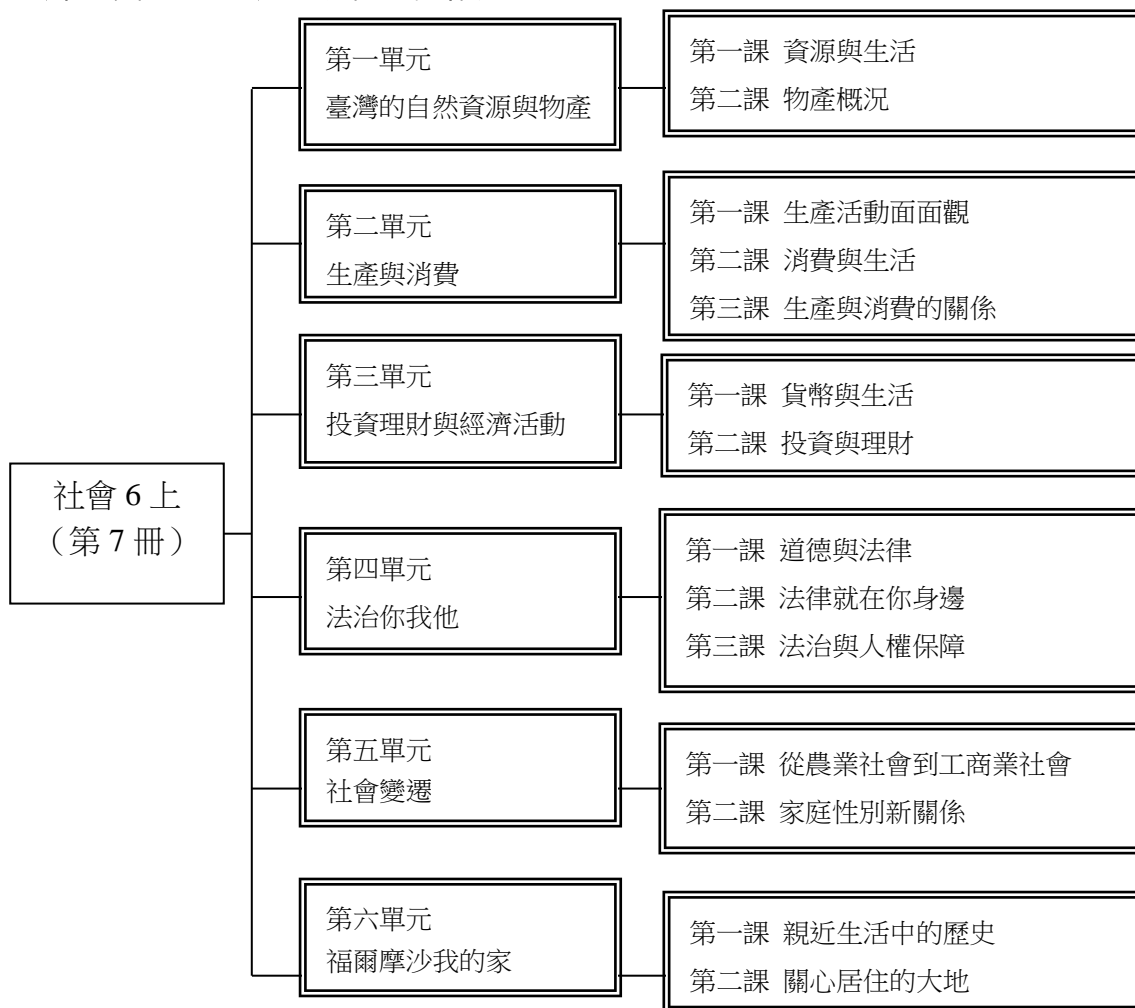 社會 6 上
（第 7 冊）
第一單元
臺灣的自然資源與物產
第一課 資源與生活
第二課 物產概況
第二單元
生產與消費
第一課 生產活動面面觀
第二課 消費與生活
第三課 生產與消費的關係
第三單元
投資理財與經濟活動
第一課 貨幣與生活
第二課 投資與理財
第四單元
法治你我他
第一課 道德與法律
第二課 法律就在你身邊
第三課 法治與人權保障
第五單元
社會變遷
第一課 從農業社會到工商業社會
第二課 家庭性別新關係
第六單元
福爾摩沙我的家
第一課 親近生活中的歷史
第二課 關心居住的大地